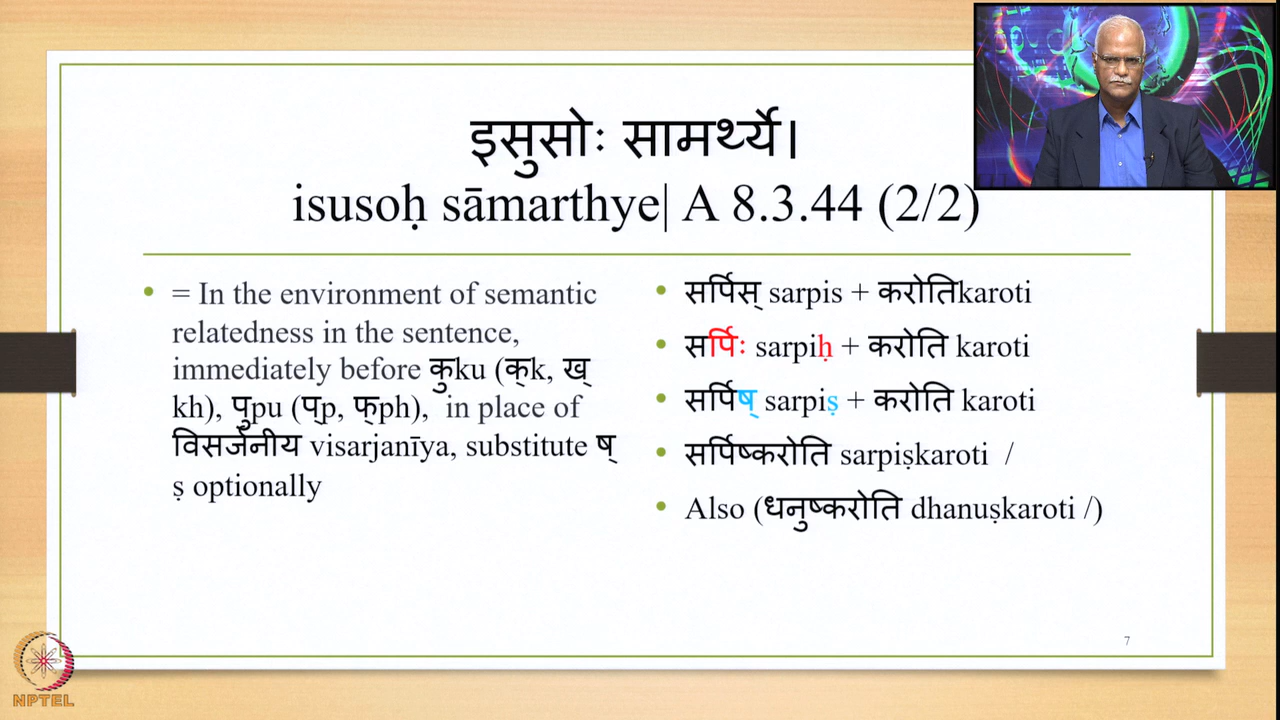 इसुसोः सामर्थ्ये।
isusoḥ sāmarthye| A 8.3.44 (2/2)
• = In the environment of semantic
relatedness in the sentence,
immediately before कुku (क्k, ख्
kh), पुpu (प्p, फ्ph), in place of
विसर्जनीय visarjanīya, substitute ष्
ṣ optionally
• सर्पिस् sarpis + करोतिkaroti
• सर्पिः sarpiḥ + करोति karoti
• सर्पिष् sarpiṣ + करोति karoti
• सर्पिष्करोति sarpiṣkaroti /
• Also (धनुष्करोति dhanuṣkaroti /)
7
NPTEL